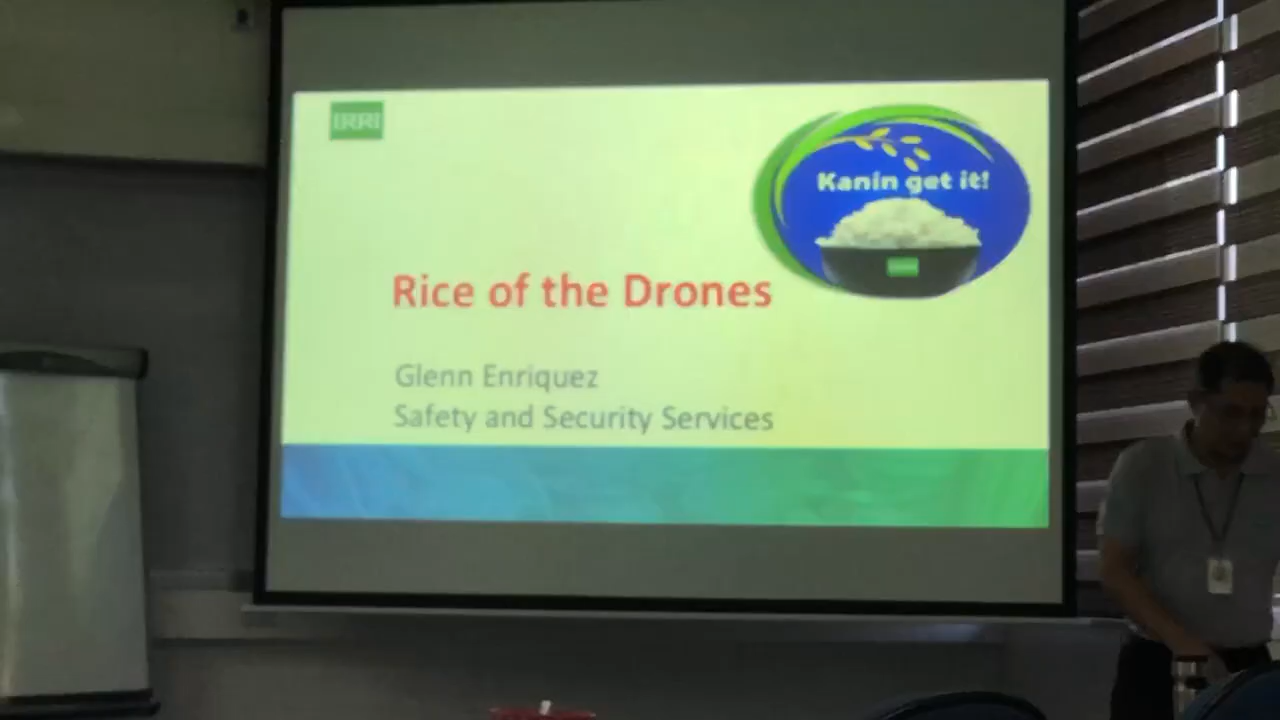 IRRI
Kanin get it!
Rice of the Drones
Glenn Enriquez
Safety and Security Services